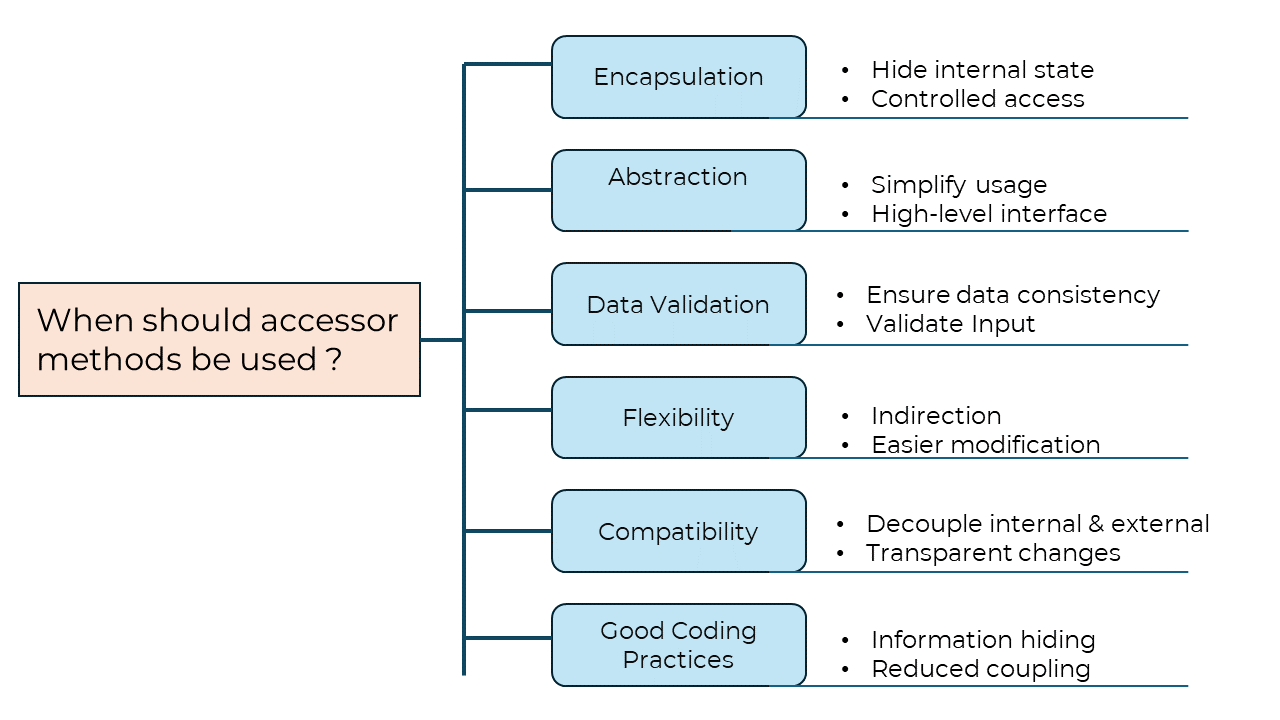 When should accessor
methods be used ?
Encapsulation
• Hide internal state
• Controlled access
Abstraction
• Simplify usage
• High-level interface
Data Validation
• Ensure data consistency
• Validate Input
Flexibility
• Indirection
• Easier modification
Compatibility
• Decouple internal & external
• Transparent changes
Good Coding
Practices
• Information hiding
• Reduced coupling